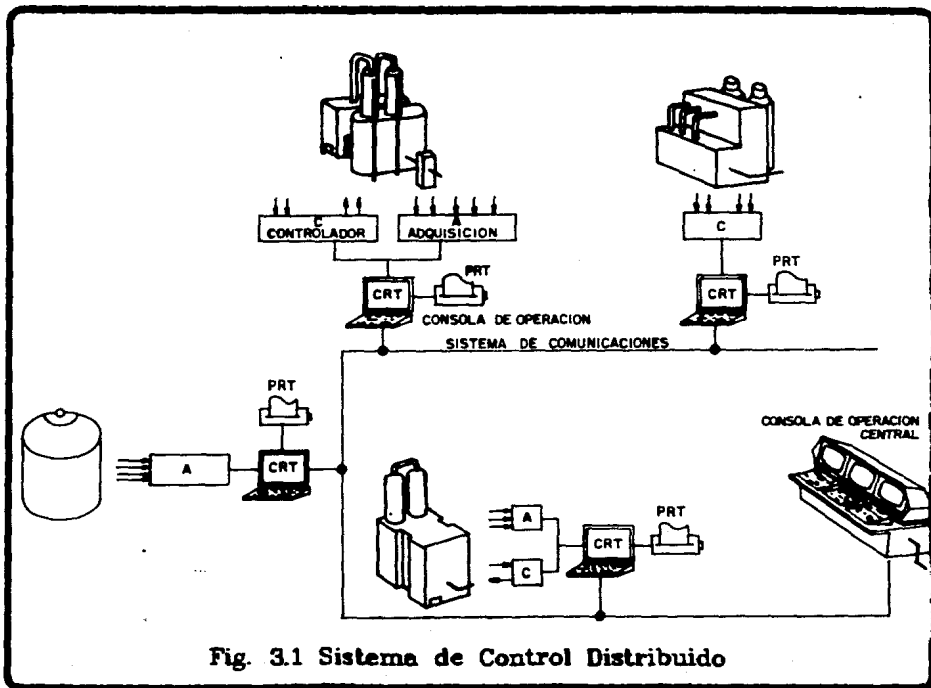 C
CONTROLADOR
A
ADQUISICION
C
CRT
PRT
CONSOLA DE OPERACION
CRT
PRT
SISTEMA DE COMUNICACIONES
PRT
A
CRT
CONSOLA DE OPERACION
CENTRAL
A
C
CRT
PRT
Fig. 3.1 Sistema de Control Distribuido